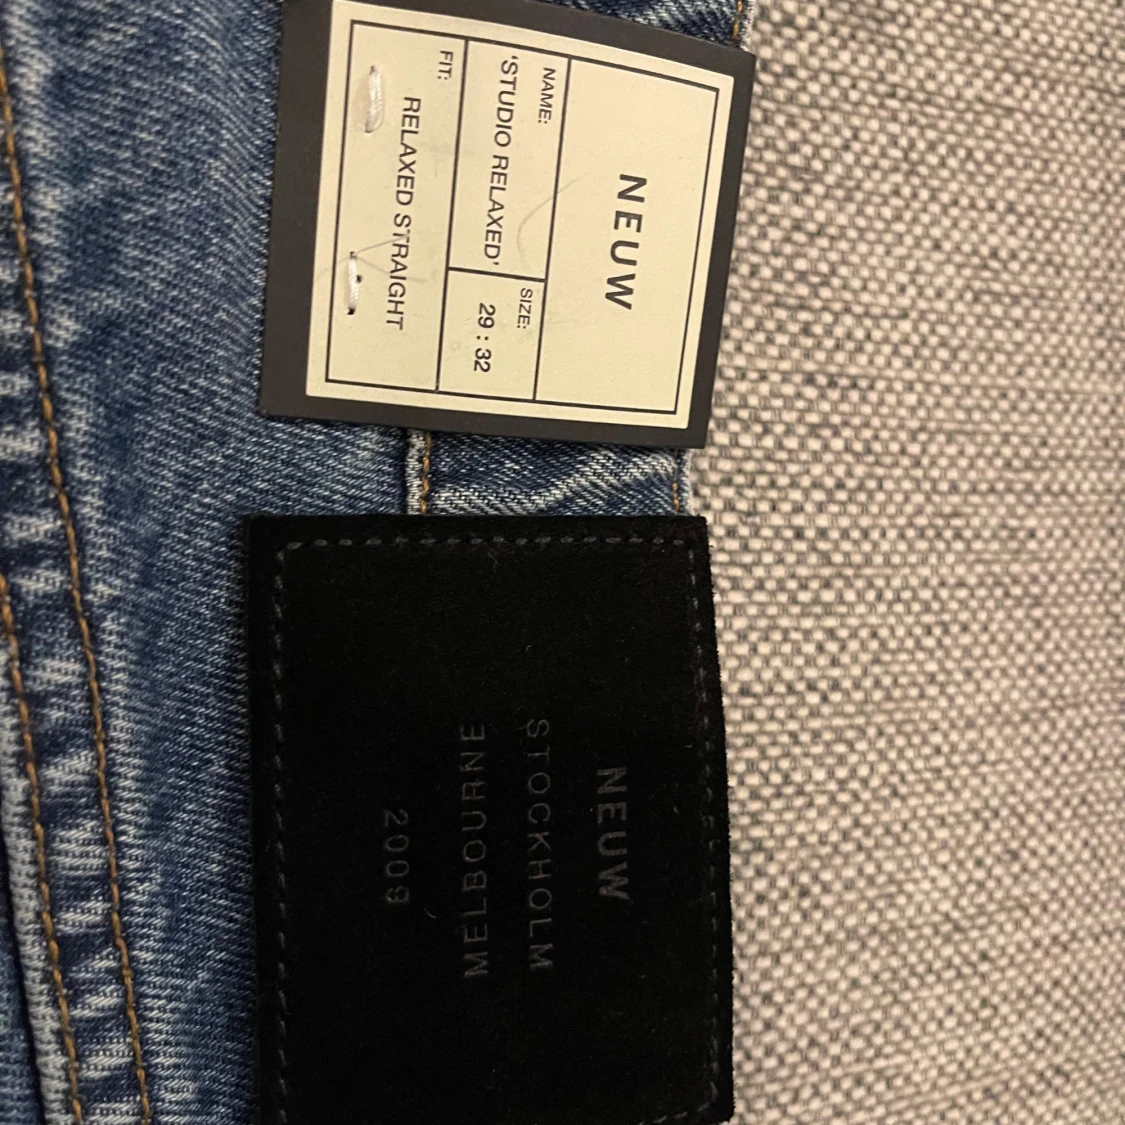 NEUW
NAME:
'STUDIO RELAXED'
SIZE:
29 : 32
FIT:
RELAXED STRAIGHT
NEUW
STOCKHOLM
MELBOURNE
2009